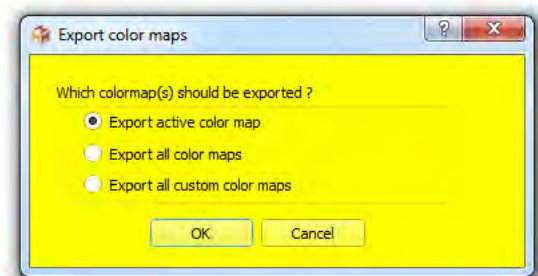 Export color maps
Which colormap(s) should be exported ?
Export active color map
Export all color maps
Export all custom color maps
OK Cancel